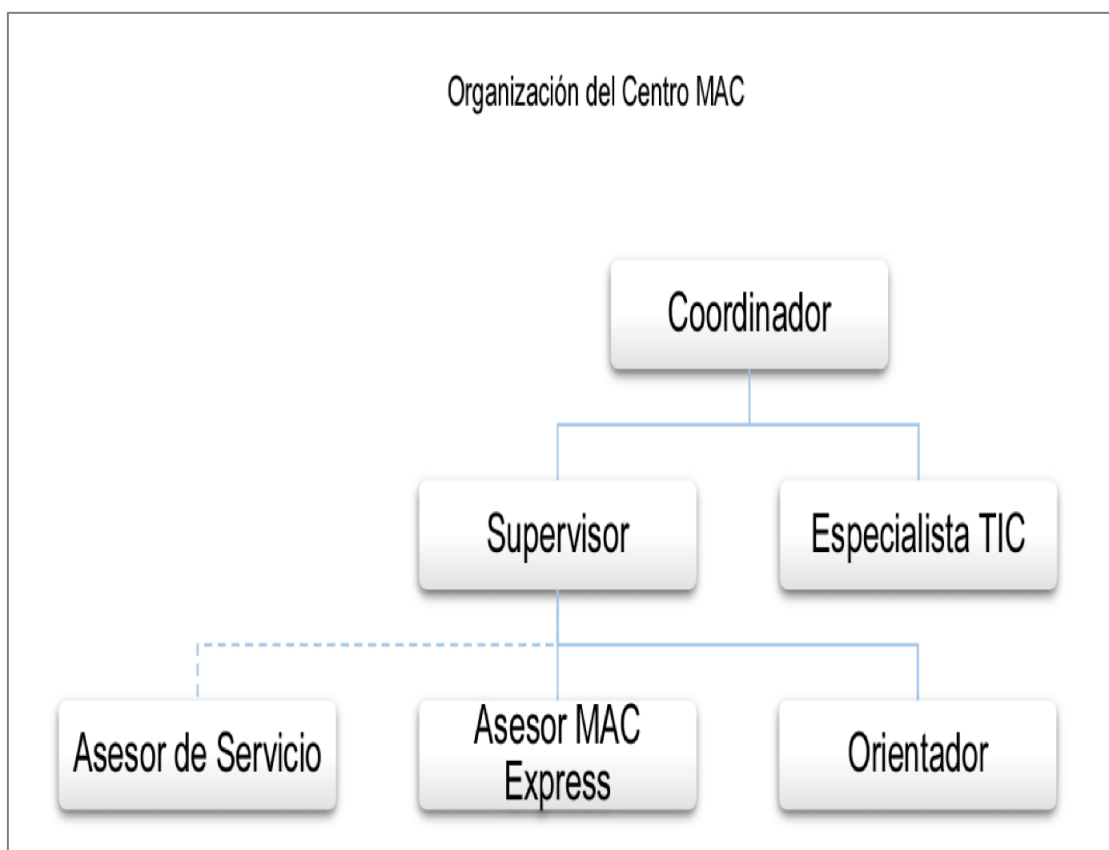 Organización del Centro MAC
Coordinador
Supervisor
Especialista TIC
Asesor de Servicio
Asesor MAC
Express
Orientador